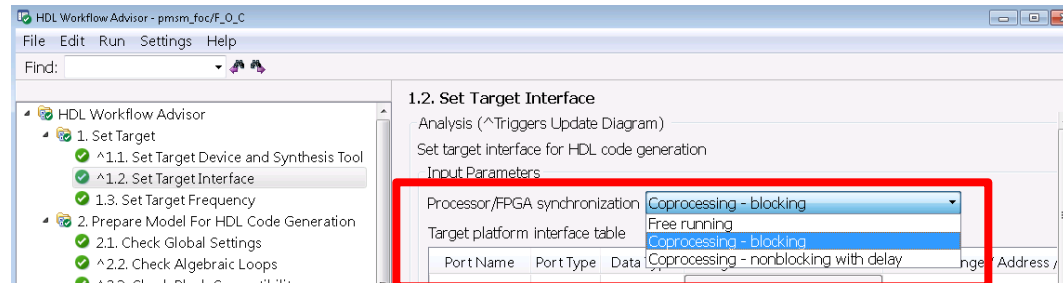 HDL Workflow Advisor - pmsm_foc/F_O_C
File Edit Run Settings Help
Find:
HDL Workflow Advisor
1. Set Target
^1.1. Set Target Device and Synthesis Tool
^1.2. Set Target Interface
1.3. Set Target Frequency
2. Prepare Model For HDL Code Generation
2.1. Check Global Settings
^2.2. Check Algebraic Loops
1.2. Set Target Interface
Analysis (^Triggers Update Diagram)
Set target interface for HDL code generation
Input Parameters
Processor/FPGA synchronization Coprocessing - blocking
Free running
Target platform interface table
Coprocessing - blocking
Coprocessing - nonblocking with delay
Port Name Port Type Data / Address /